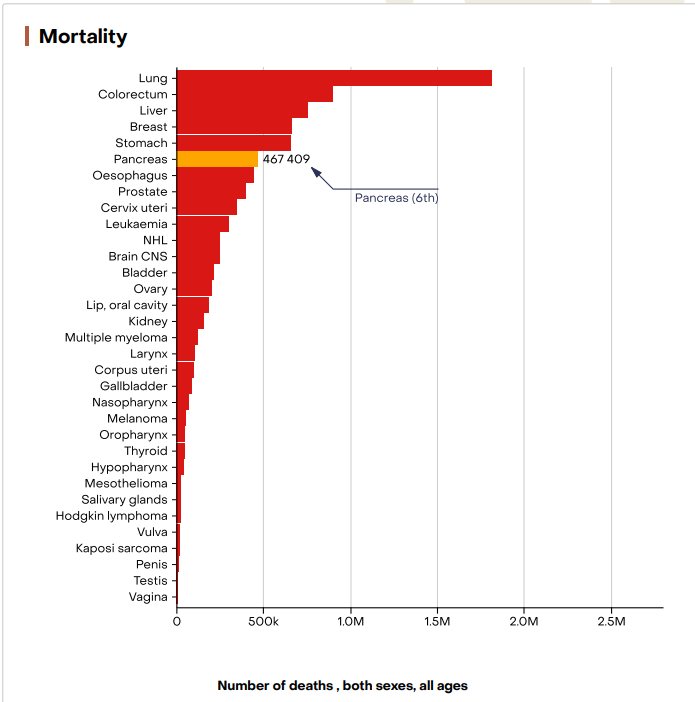 Mortality
Lung
Colorectum
Liver
Breast
Stomach
Pancreas 467 409
Oesophagus
Prostate
Pancreas (6th)
Cervix uteri
Leukaemia
NHL
Brain CNS
Bladder
Ovary
Lip, oral cavity
Kidney
Multiple myeloma
Larynx
Corpus uteri
Gallbladder
Nasopharynx
Melanoma
Oropharynx
Thyroid
Hypopharynx
Mesothelioma
Salivary glands
Hodgkin lymphoma
Vulva
Kaposi sarcoma
Penis
Testis
Vagina
0 500k 1.0M 1.5M 2.0M 2.5M
Number of deaths , both sexes, all ages